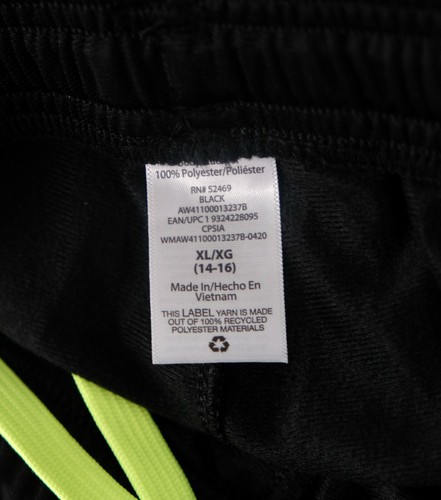 100% Polyester/Poliéster
RN# 52469
BLACK
AW41100013237B
EAN/UPC 1 9324228095
CPSIA
WMAW41100013237B-0420
XL/XG
(14-16)
Made In/Hecho En
Vietnam
THIS LABEL YARN IS MADE
OUT OF 100% RECYCLED
POLYESTER MATERIALS